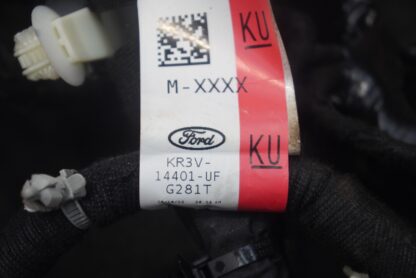 KU
M-XXXX
Ford
KR3V-
14401-UF
G281T
KU